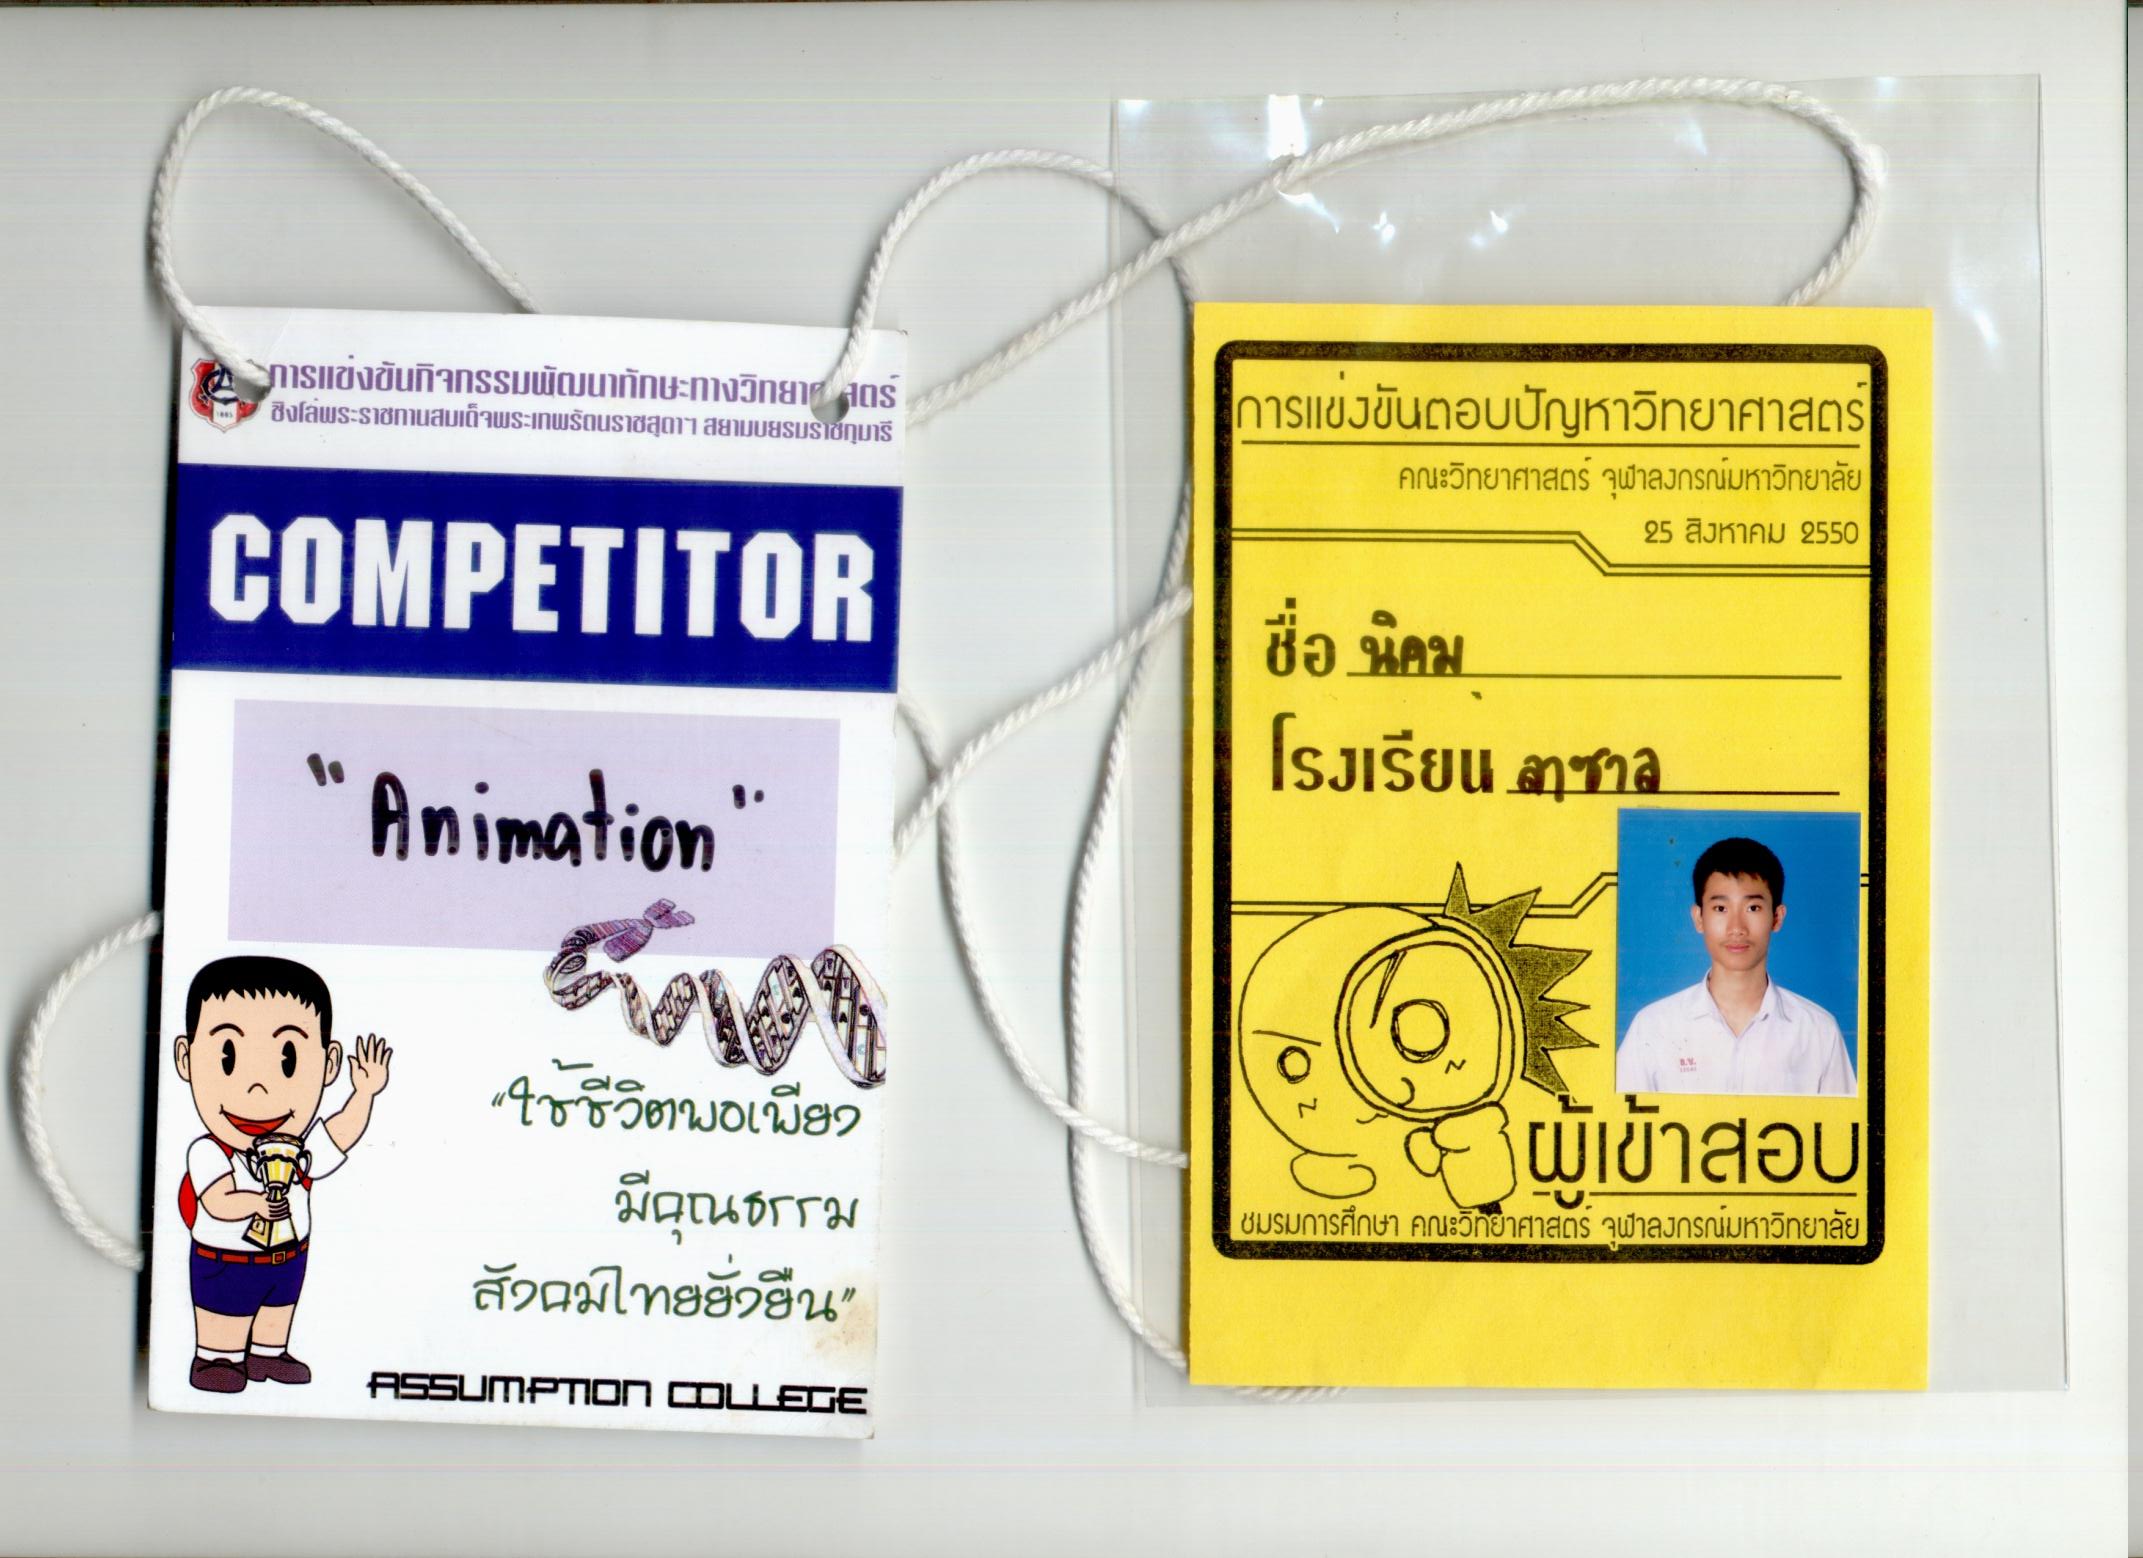 การแข่งขันกิจกรรมพัฒนาทักษะทางวิทยาศาสตร์
ชิงโล่พระราชทานสมเด็จพระเทพรัตนราชสุดาฯ สยามบรมราชกุมารี
1885
COMPETITOR
"Animation"
"ใช้ชีวิตพอเพียง
มีคุณธรรม
สังคมไทยยั่งยืน"
ASSUMPTION COLLEGE
การแข่งขันตอบปัญหาวิทยาศาสตร์
คณะวิทยาศาสตร์ จุฬาลงกรณ์มหาวิทยาลัย
25 สิงหาคม 2550
ชื่อ นิคม
โรงเรียน ลาซาล
ผู้เข้าสอบ
ชมรมการศึกษา คณะวิทยาศาสตร์ จุฬาลงกรณ์มหาวิทยาลัย